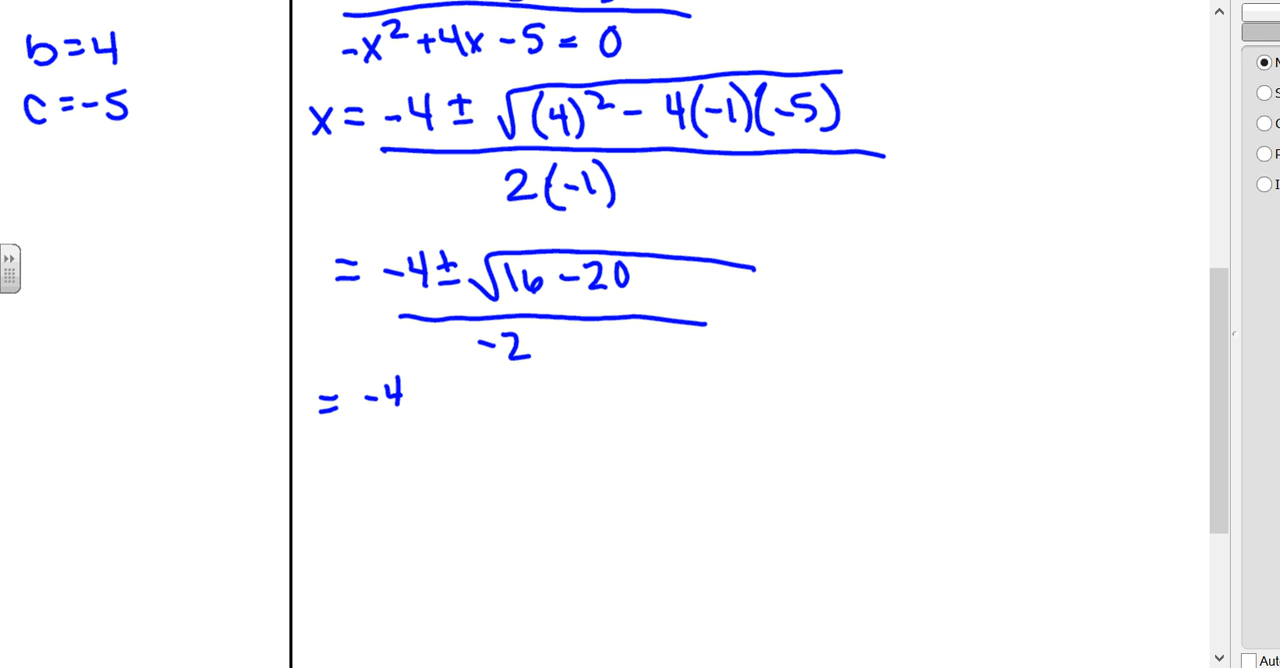 b=4
c=-5
-x²+4x-5=0
x= -4 ± √(4)²- 4(-1)(-5)
2(-1)
= -4± √16-20
-2
= -4
Aut